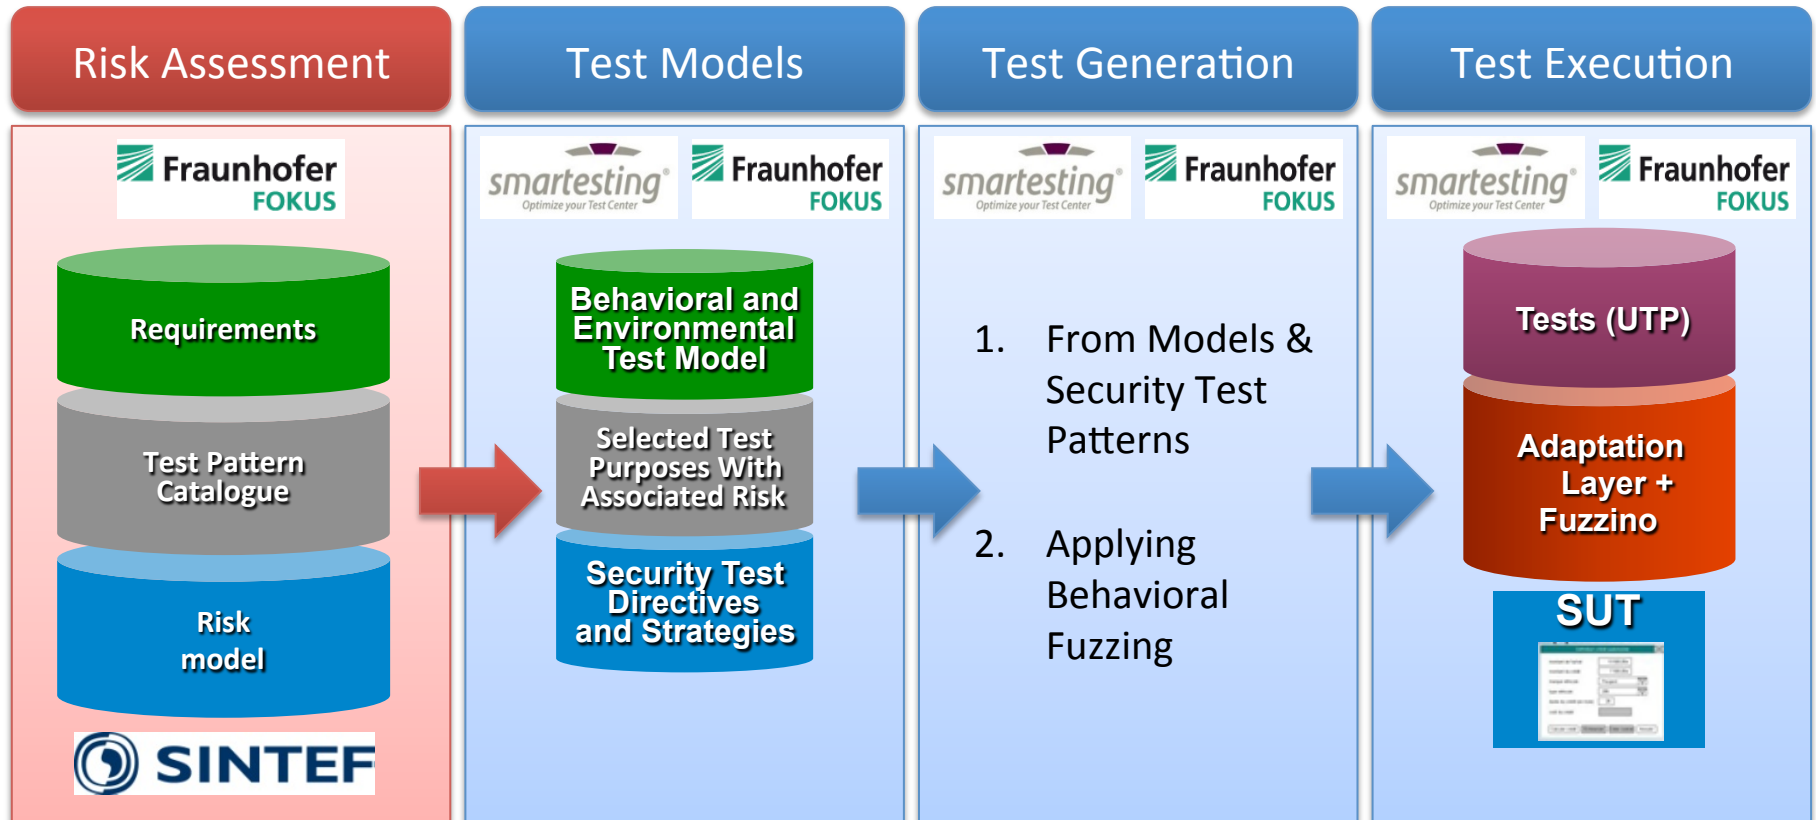 Risk Assessment
Test Models
Test Generation
Test Execution
Fraunhofer
FOKUS
Requirements
Test Pattern
Catalogue
Risk
model
SINTEF
smartesting®
Optimize your Test Center
Fraunhofer
FOKUS
Behavioral and
Environmental
Test Model
Selected Test
Purposes With
Associated Risk
Security Test
Directives
and Strategies
smartesting®
Optimize your Test Center
Fraunhofer
FOKUS
1. From Models &
Security Test
Patterns
2. Applying
Behavioral
Fuzzing
smartesting®
Optimize your Test Center
Fraunhofer
FOKUS
Tests (UTP)
Adaptation
Layer +
Fuzzino
SUT